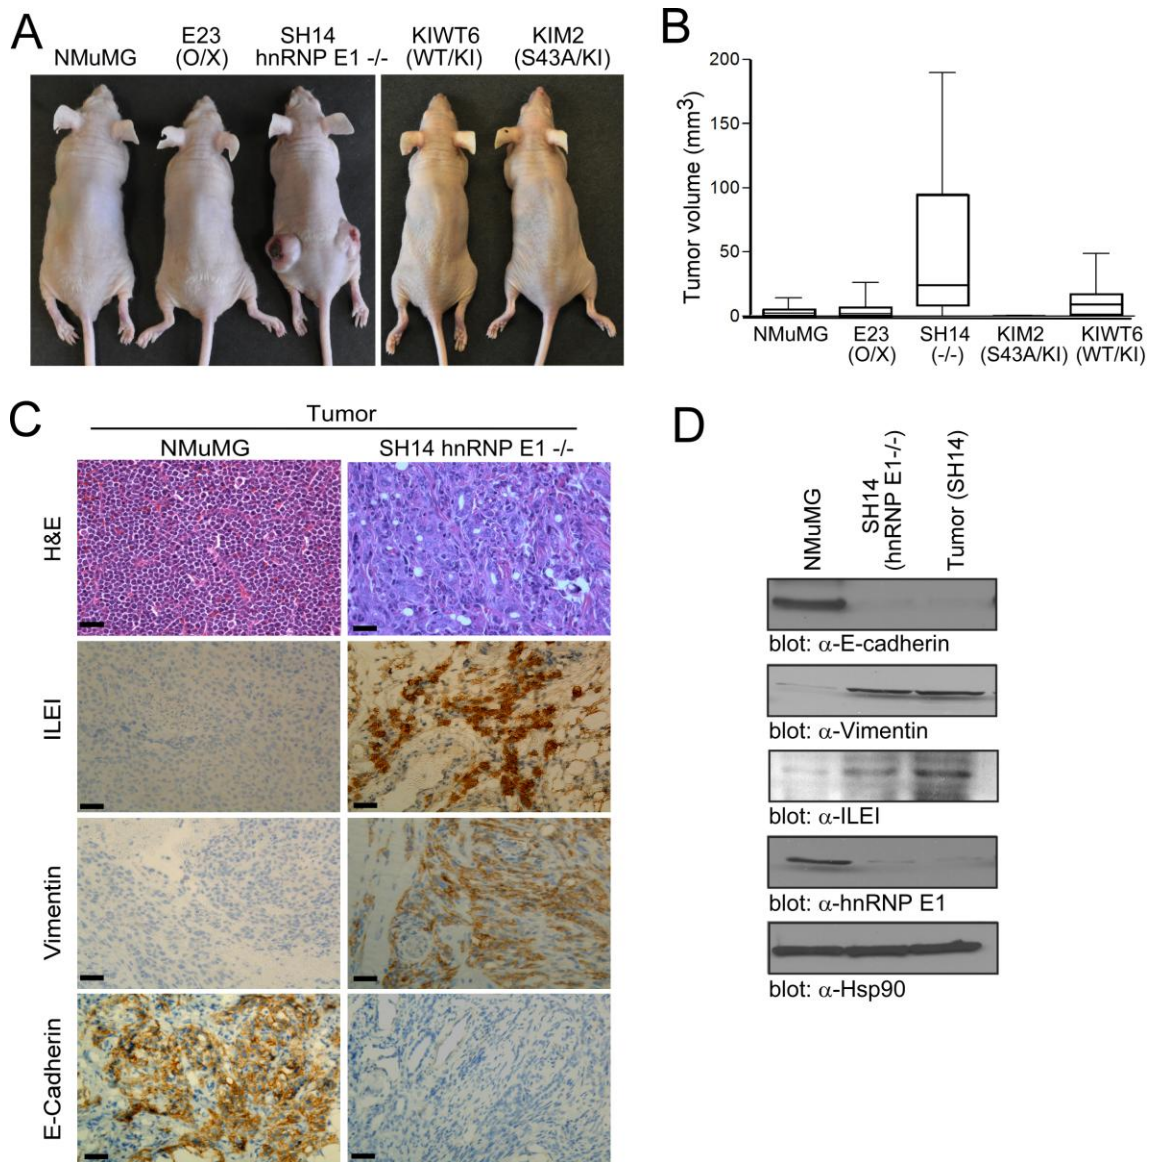 A
NMuMG
E23
(O/X)
SH14
hnRNP E1 -/-
KIWT6
(WT/KI)
KIM2
(S43A/KI)
B
Tumor volume (mm3)
200
150
100
50
0
NMuMG
E23
(O/X)
SH14
(-/-)
KIM2
(S43A/KI)
KIWT6
(WT/KI)
C
Tumor
NMuMG
SH14 hnRNP E1 -/-
H&E
ILEI
Vimentin
E-Cadherin
D
NMuMG
SH14
(hnRNP E1-/-)
Tumor (SH14)
blot: α-E-cadherin
blot: α-Vimentin
blot: α-ILEI
blot: α-hnRNP E1
blot: α-Hsp90